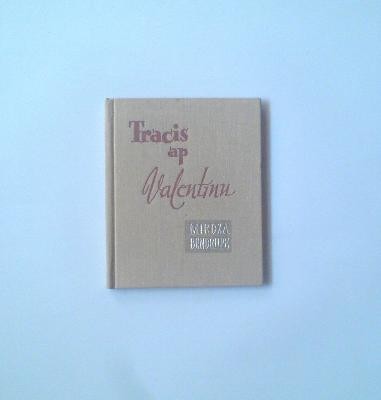 Tracis
ap
Valentīnu
MIRDZA
BENDRUPE